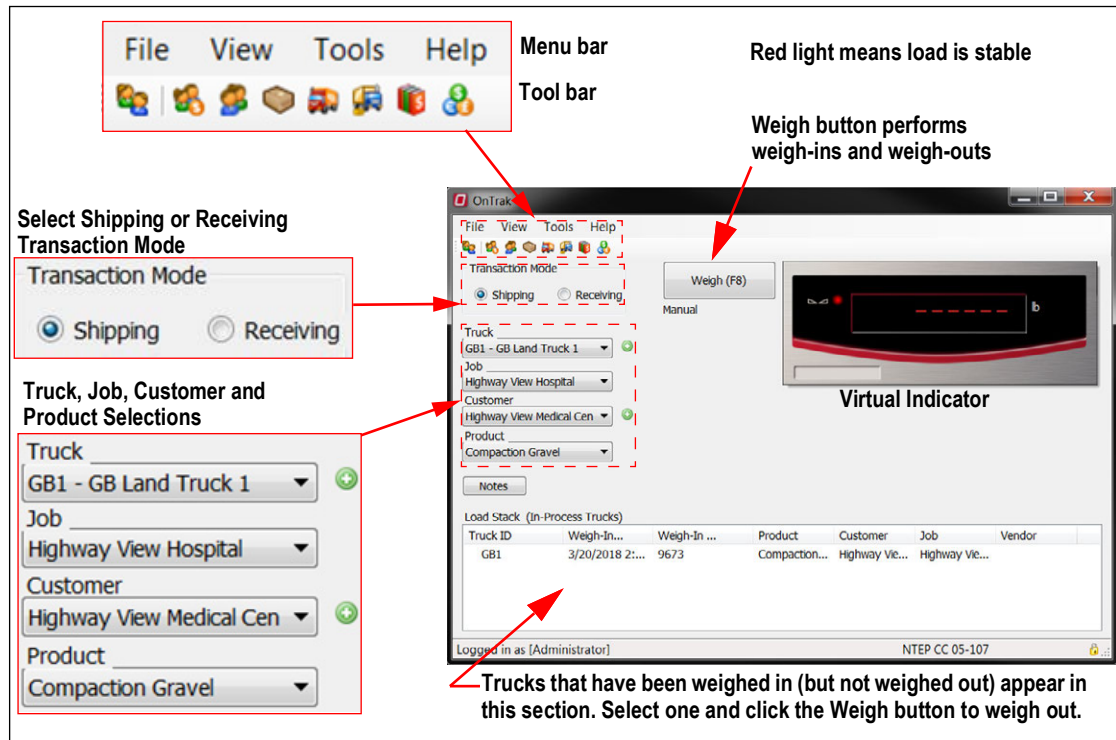 File View Tools Help
Menu bar
Tool bar
Red light means load is stable
Weigh button performs
weigh-ins and weigh-outs
Select Shipping or Receiving
Transaction Mode
Transaction Mode
Shipping Receiving
Truck, Job, Customer and
Product Selections
Truck
GB1 - GB Land Truck 1
Job
Highway View Hospital
Customer
Highway View Medical Cen
Product
Compaction Gravel
OnTrak
File View Tools Help
Transaction Mode
Shipping Receiving
Weigh (F8)
Manual
lb
Virtual Indicator
Truck
GB1 - GB Land Truck 1
Job
Highway View Hospital
Customer
Highway View Medical Cen
Product
Compaction Gravel
Notes
Load Stack (In-Process Trucks)
Truck ID Weigh-In... Weigh-In ... Product Customer Job Vendor
GB1 3/20/2018 2:... 9673 Compaction... Highway Vie... Highway Vie...
Logged in as [Administrator] NTEP CC 05-107
Trucks that have been weighed in (but not weighed out) appear in
this section. Select one and click the Weigh button to weigh out.